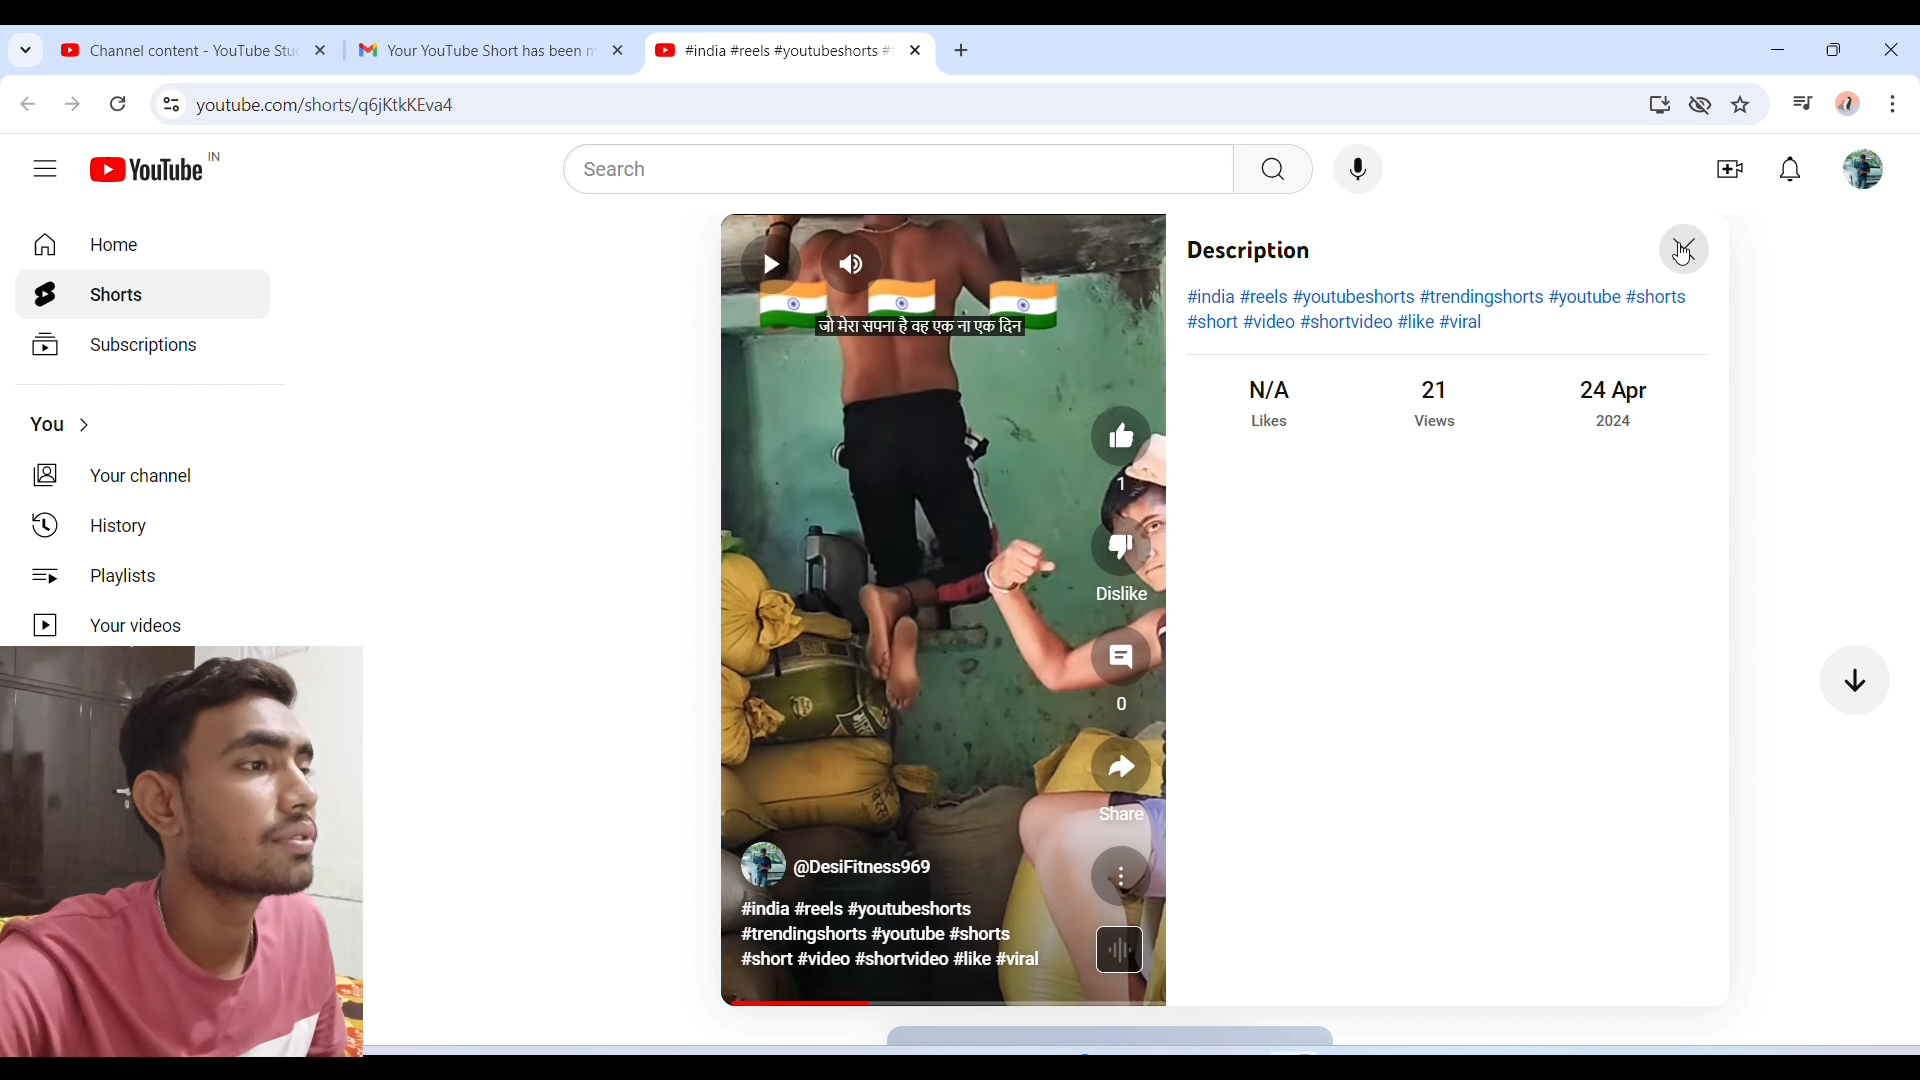 Channel content - YouTube Stu
Your YouTube Short has been m
#india #reels #youtubeshorts #
youtube.com/shorts/q6jKtkKEva4
YouTube IN
Search
Home
Shorts
Subscriptions
You
Your channel
History
Playlists
Your videos
जो मेरा सपना है वह एक ना एक दिन
1
Dislike
0
Share
@DesiFitness969
#india #reels #youtubeshorts
#trendingshorts #youtube #shorts
#short #video #shortvideo #like #viral
Description
#india #reels #youtubeshorts #trendingshorts #youtube #shorts
#short #video #shortvideo #like #viral
N/A 21 24 Apr
Likes Views 2024